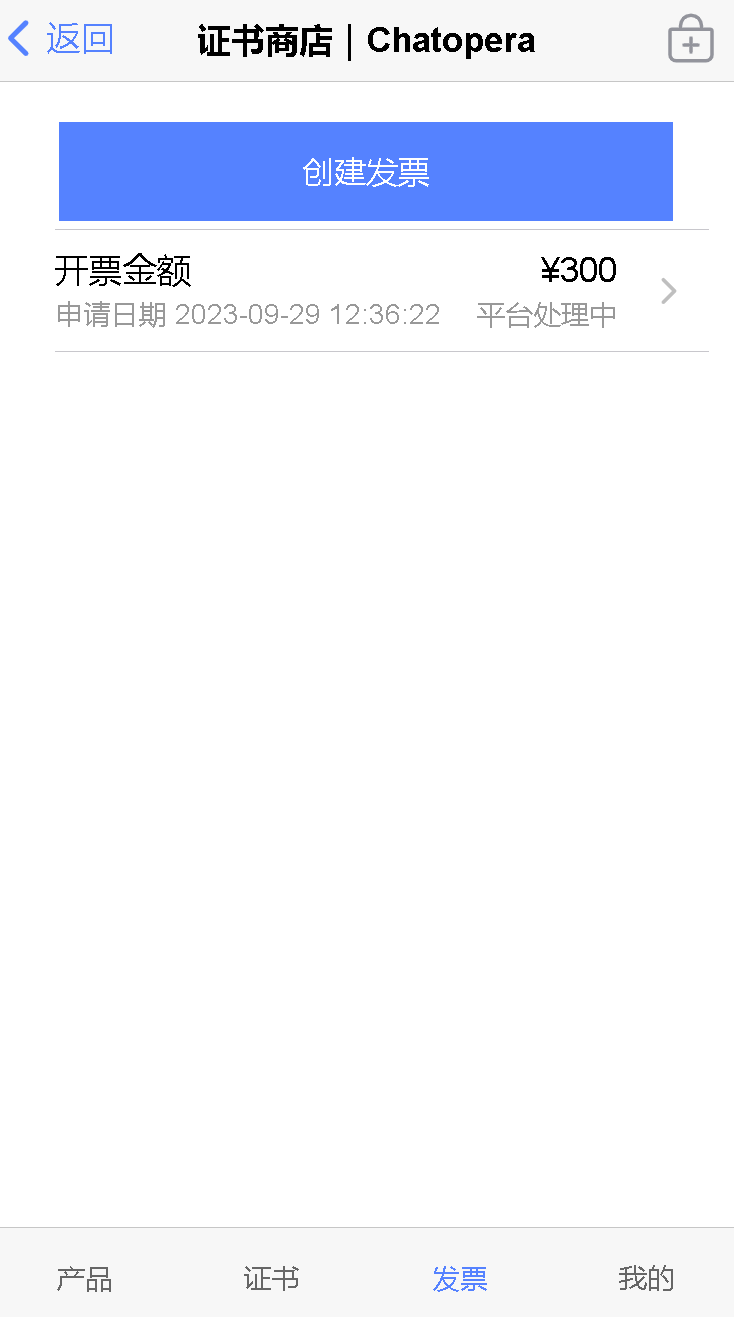 返回 证书商店｜Chatopera
创建发票
开票金额 ¥300
申请日期 2023-09-29 12:36:22 平台处理中
产品 证书 发票 我的